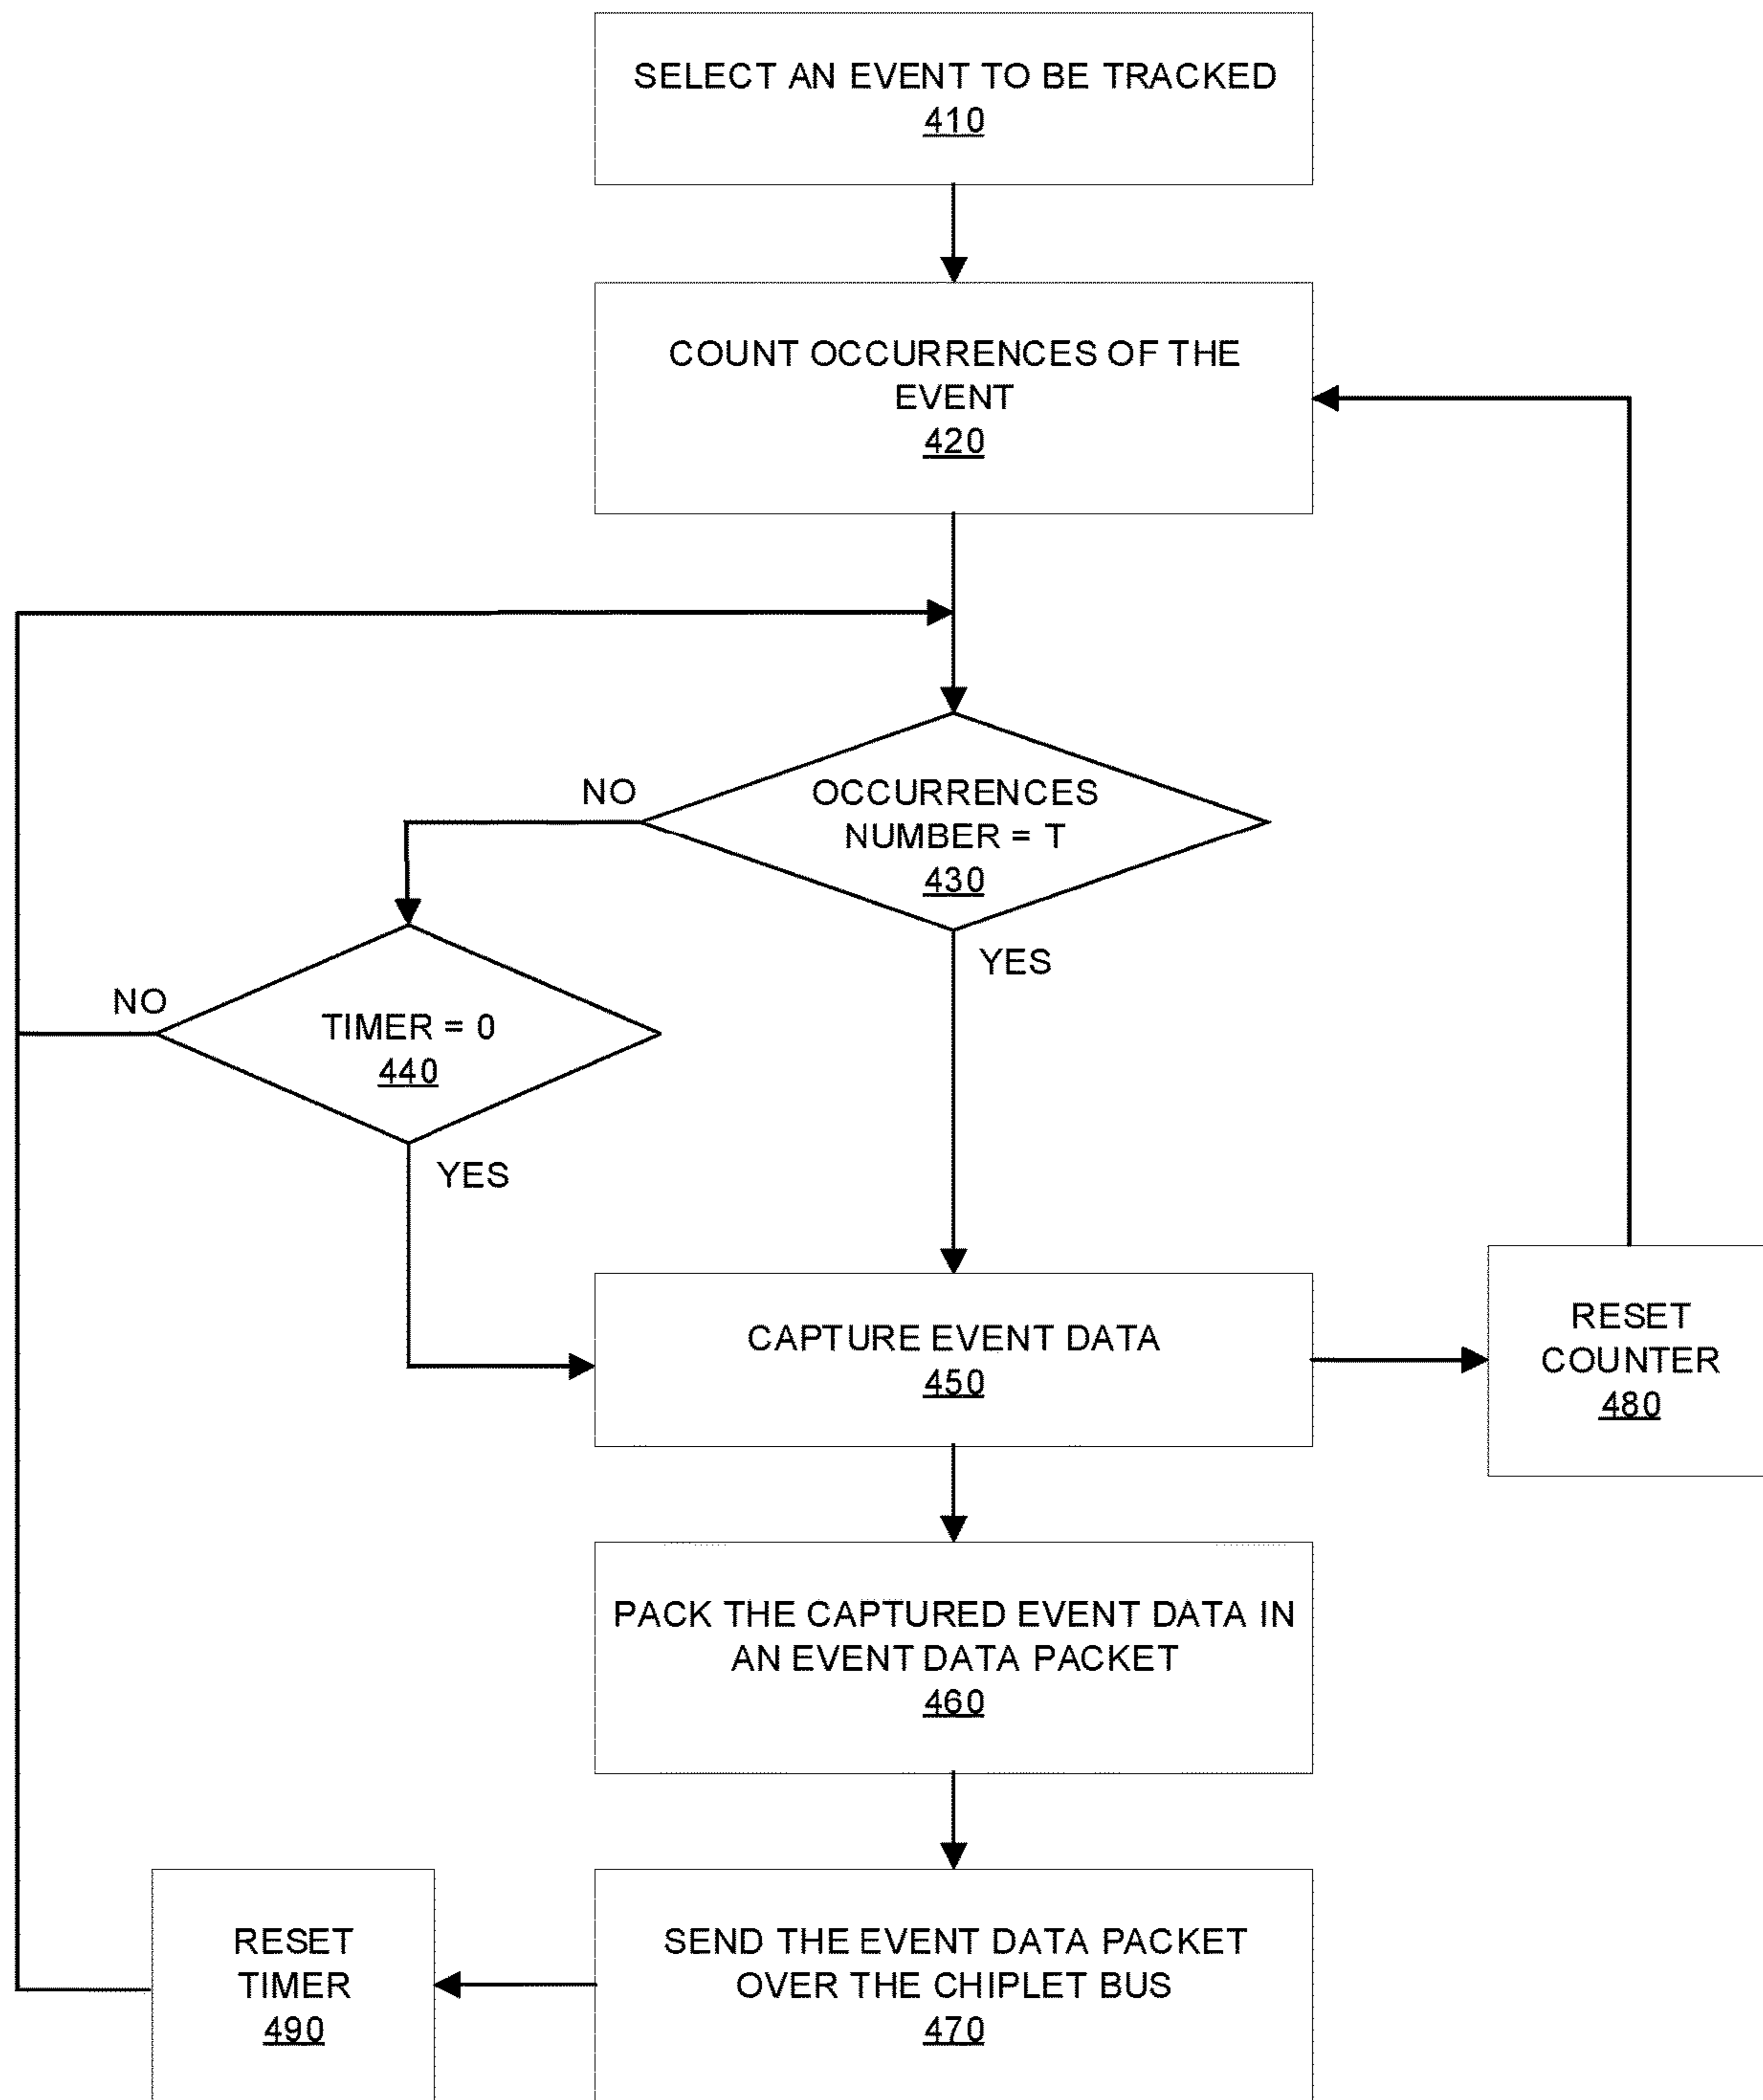 SELECT AN EVENT TO BE TRACKED
410
COUNT OCCURRENCES OF THE
EVENT
420
NO
OCCURRENCES
NUMBER = T
430
YES
NO
TIMER = 0
440
YES
CAPTURE EVENT DATA
450
RESET
COUNTER
480
PACK THE CAPTURED EVENT DATA IN
AN EVENT DATA PACKET
460
RESET
TIMER
490
SEND THE EVENT DATA PACKET
OVER THE CHIPLET BUS
470